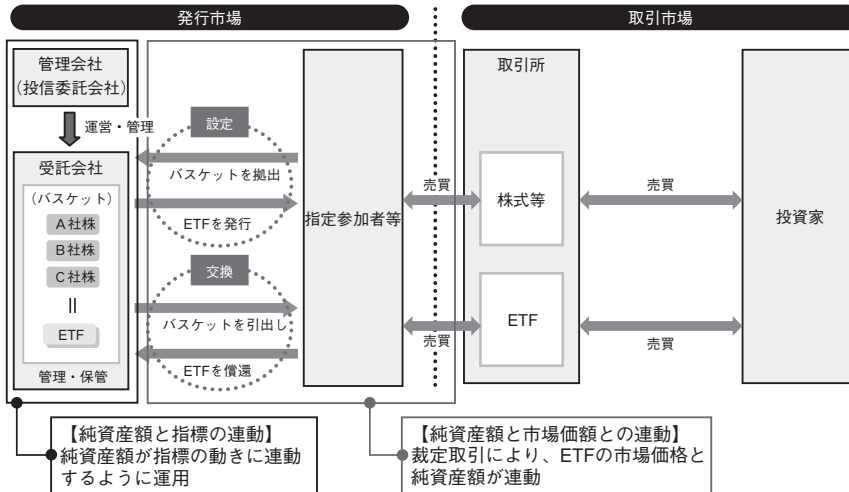 発行市場
取引市場
管理会社
(投信委託会社)
運営・管理
受託会社
(バスケット)
A社株
B社株
C社株
||
ETF
管理・保管
設定
バスケットを拠出
ETFを発行
交換
バスケットを引出し
ETFを償還
指定参加者等
売買
売買
取引所
株式等
ETF
売買
売買
投資家
【純資産額と指標の連動】
純資産額が指標の動きに連動
するように運用
【純資産額と市場価額との連動】
裁定取引により、ETFの市場価格と
純資産額が連動